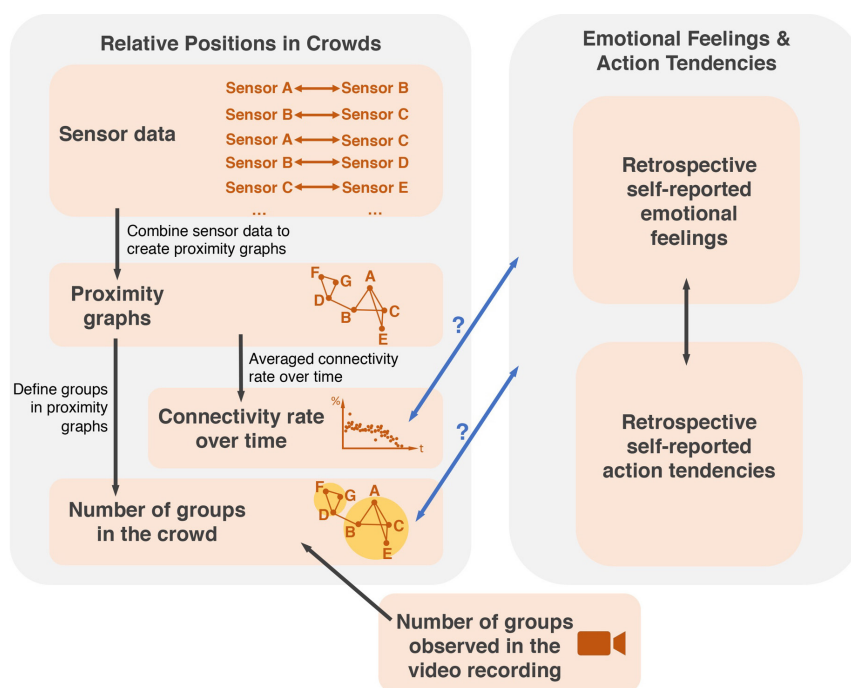 Relative Positions in Crowds
Sensor data
Sensor A Sensor B
Sensor B Sensor C
Sensor A Sensor C
Sensor B Sensor D
Sensor C Sensor E
... ...
Combine sensor data to
create proximity graphs
Proximity
graphs
F
G
A
D
B
C
E
Define groups
in proximity
graphs
Averaged connectivity
rate over time
Connectivity rate
over time
%
t
Number of groups
in the crowd
F
G
A
D
B
C
E
?
?
Emotional Feelings &
Action Tendencies
Retrospective
self-reported
emotional
feelings
Retrospective
self-reported
action tendencies
Number of groups
observed in the
video recording